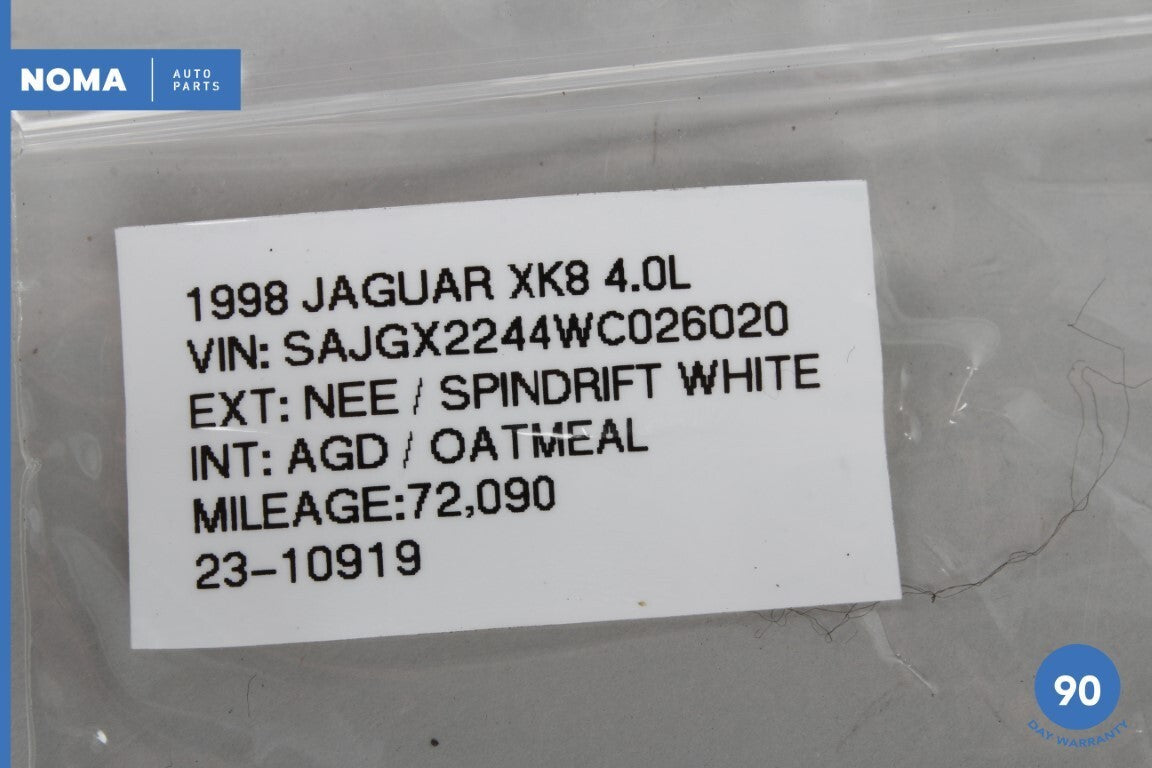 NOMA AUTO
PARTS
1998 JAGUAR XK8 4.0L
VIN: SAJGX2244WC026020
EXT: NEE / SPINDRIFT WHITE
INT: AGD / OATMEAL
MILEAGE:72,090
23-10919
90
DAY WARRANTY